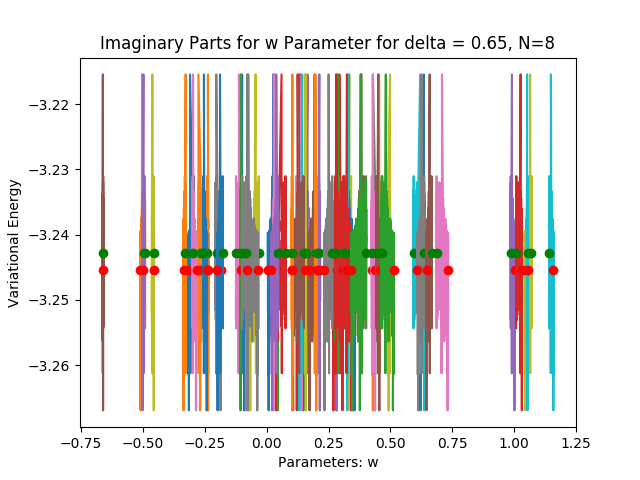 Imaginary Parts for w Parameter for delta = 0.65, N=8
−3.22
−3.23
−3.24
−3.25
−3.26
Variational Energy
−0.75 −0.50 −0.25 0.00 0.25 0.50 0.75 1.00 1.25
Parameters: w